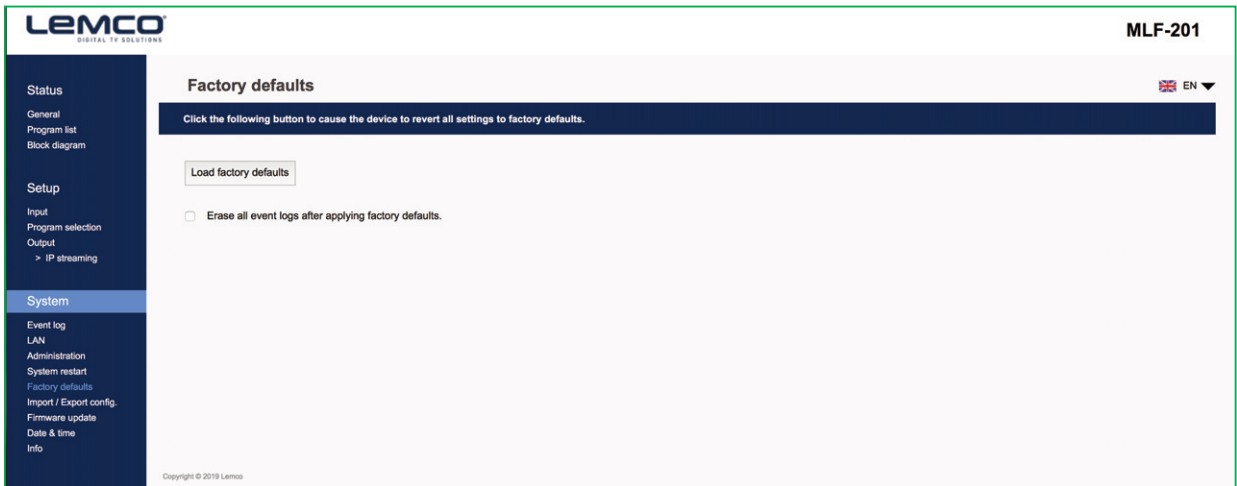 Lemco
DIGITAL TV SOLUTIONS
MLF-201
Status
General
Program list
Block diagram
Setup
Input
Program selection
Output
> IP streaming
System
Event log
LAN
Administration
System restart
Factory defaults
Import / Export config.
Firmware update
Date & time
Info
Factory defaults
EN
Click the following button to cause the device to revert all settings to factory defaults.
Load factory defaults
Erase all event logs after applying factory defaults.
Copyright © 2019 Lemco